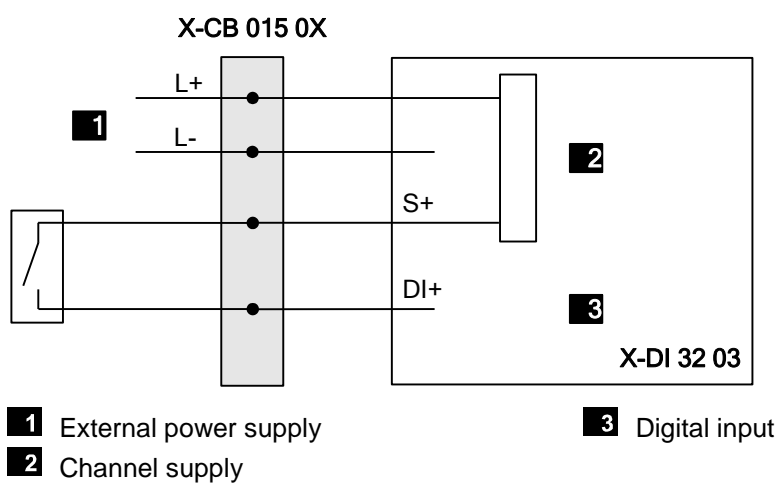 X-CB 015 0X
L+
1
L-
2
S+
DI+
3
X-DI 32 03
1 External power supply
3 Digital input
2 Channel supply